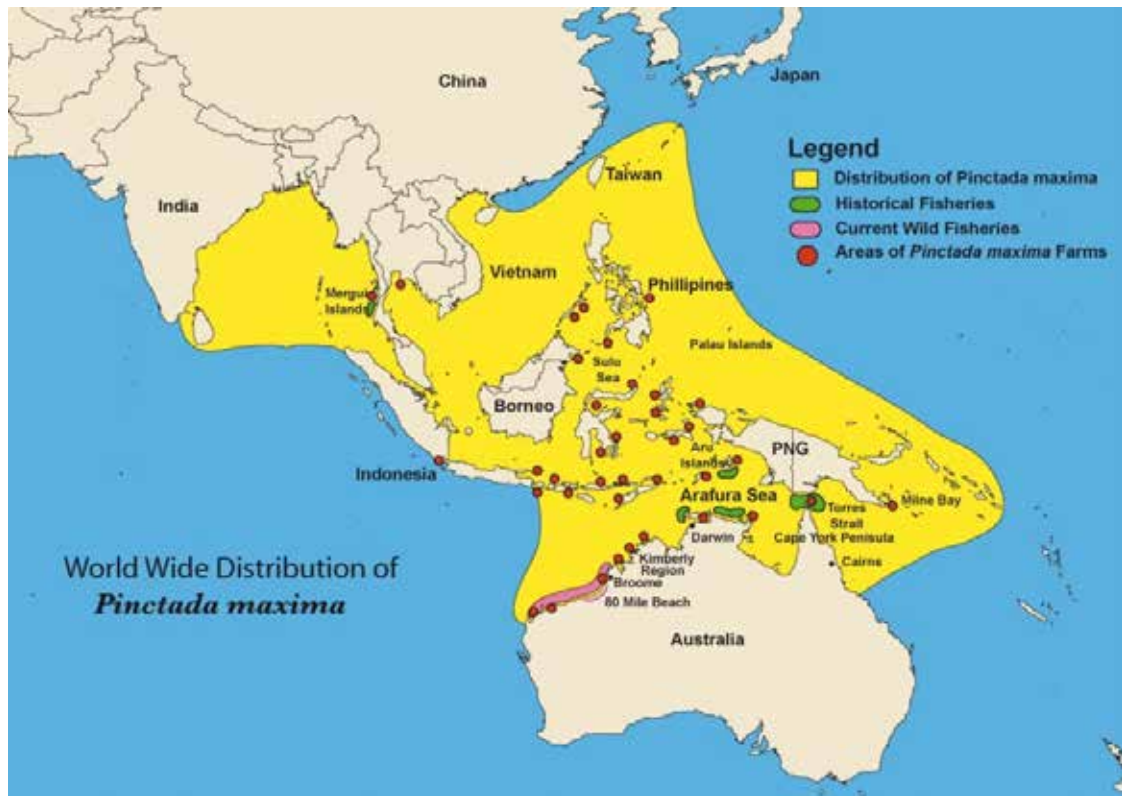 China
Japan
Legend
Distribution of Pinctada maxima
Historical Fisheries
Current Wild Fisheries
Areas of Pinctada maxima Farms
Taiwan
India
Vietnam
Phillipines
Mergui
Islands
Palau Islands
Sulu
Sea
Borneo
PNG
Aru
Islands
Indonesia
Arafura Sea
Milne Bay
Torres
Strait
Darwin
Cape York Penisula
Cairns
Kimberly
Region
Broome
80 Mile Beach
World Wide Distribution of
Pinctada maxima
Australia